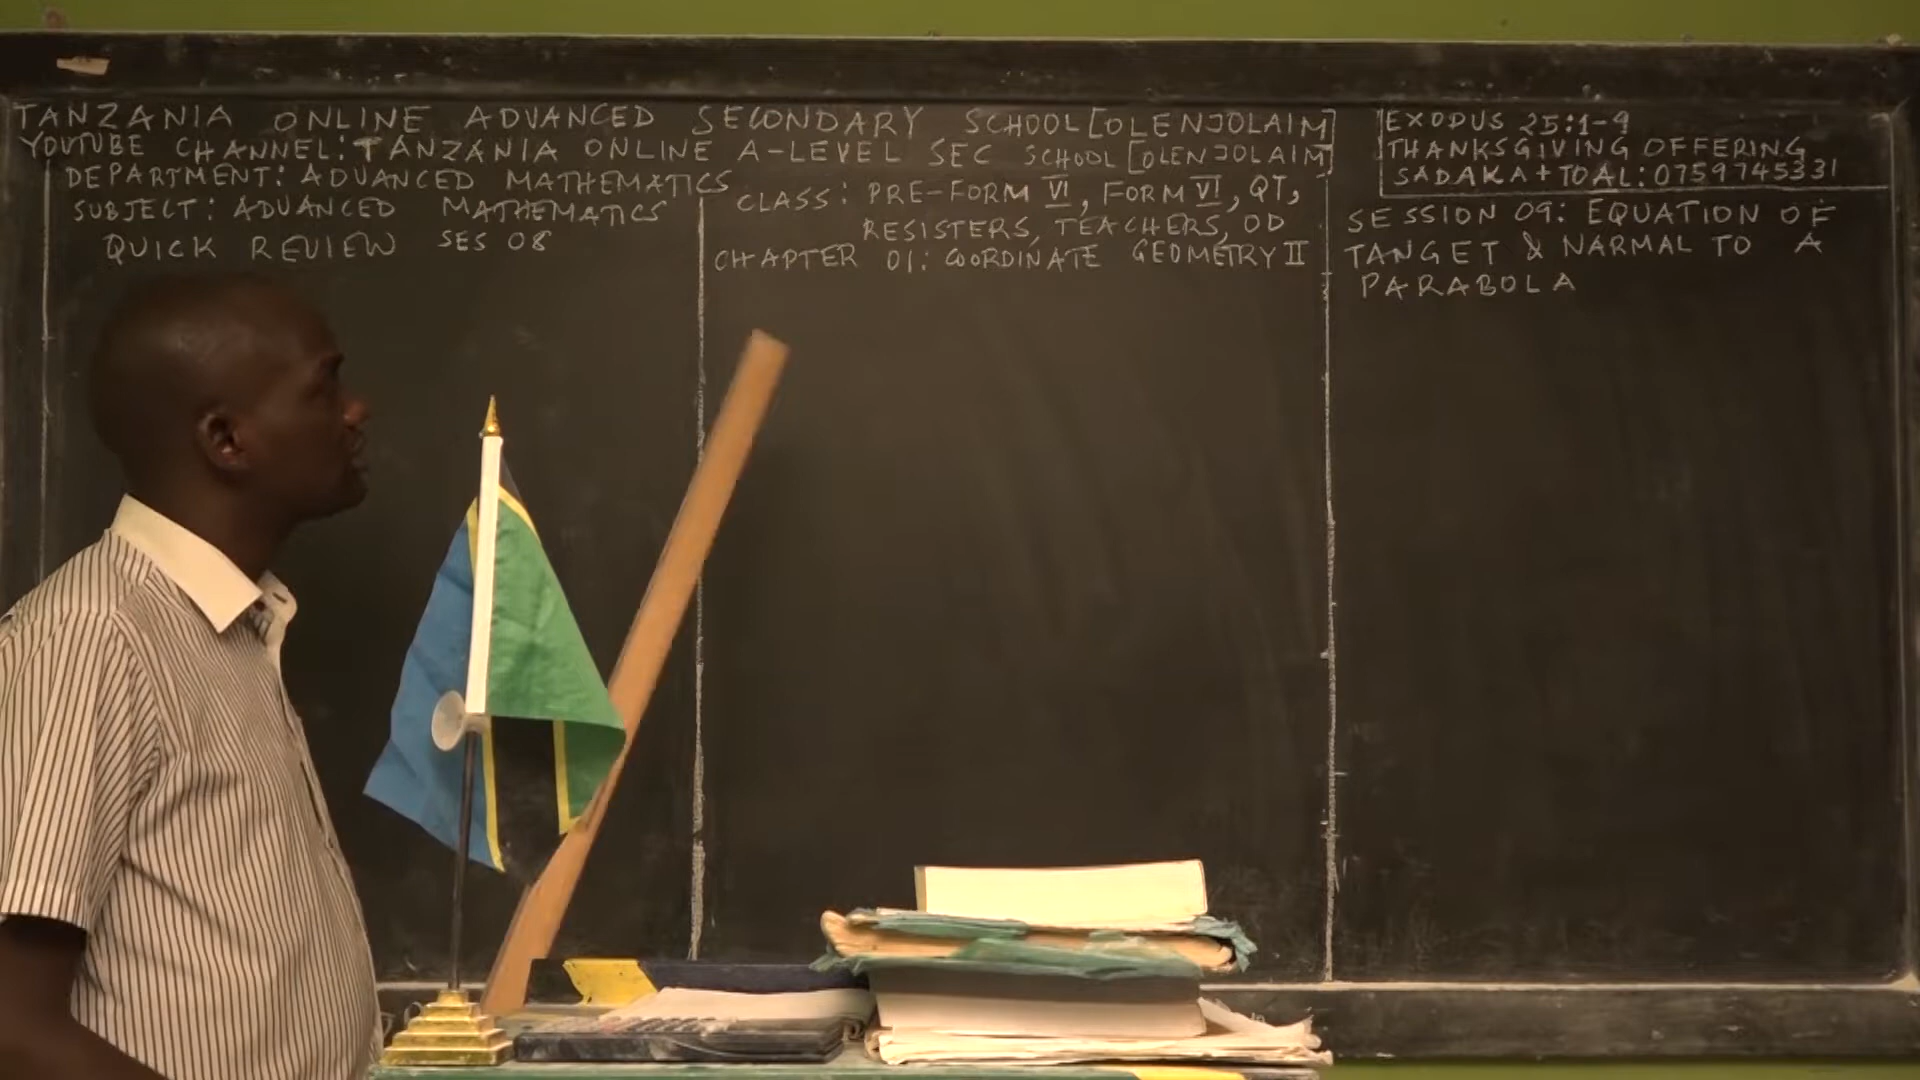 TANZANIA ONLINE ADVANCED SECONDARY SCHOOL [OLENJOLAIM]
YOUTUBE CHANNEL: TANZANIA ONLINE A-LEVEL SEC SCHOOL [OLENJOLAIM]
DEPARTMENT: ADVANCED MATHEMATICS
SUBJECT: ADVANCED MATHEMATICS
QUICK REVIEW SES 08
CLASS: PRE-FORM VI, FORM VI, QT,
RESISTERS, TEACHERS, OD
CHAPTER 01: COORDINATE GEOMETRY II
EXODUS 25:1-9
THANKSGIVING OFFERING
SADAKA + TOAL: 0759745331
SESSION 09: EQUATION OF
TANGET & NARMAL TO A
PARABOLA